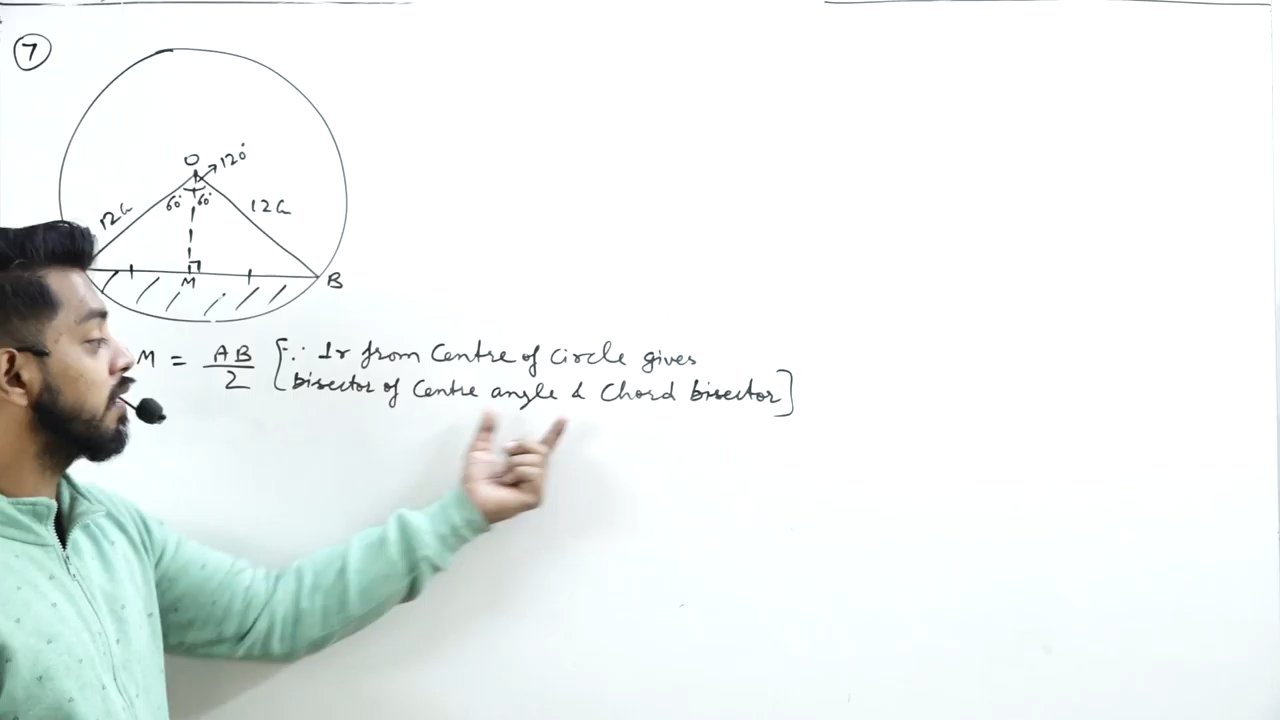 7
O
120°
60° 60°
12cm
12cm
M
B
M = AB/2 [∵ ⊥r from Centre of Circle gives
bisector of Centre angle & Chord bisector]